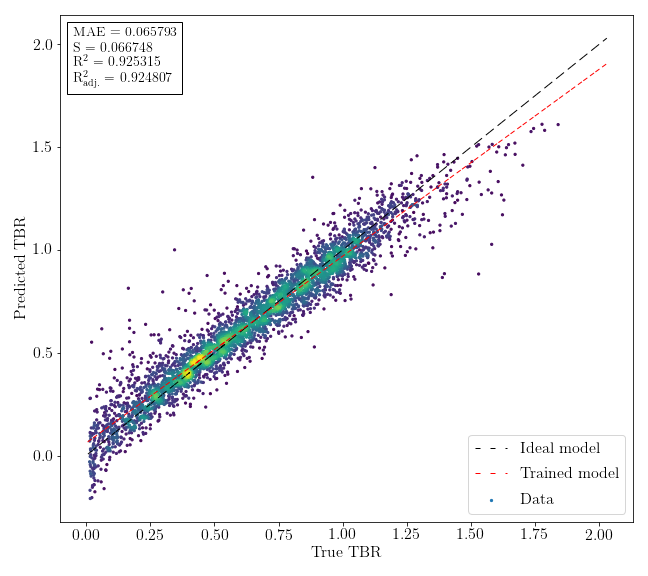 MAE = 0.065793
S = 0.066748
R² = 0.925315
R²adj. = 0.924807
2.0
1.5
1.0
0.5
0.0
Predicted TBR
Ideal model
Trained model
Data
0.00 0.25 0.50 0.75 1.00 1.25 1.50 1.75 2.00
True TBR